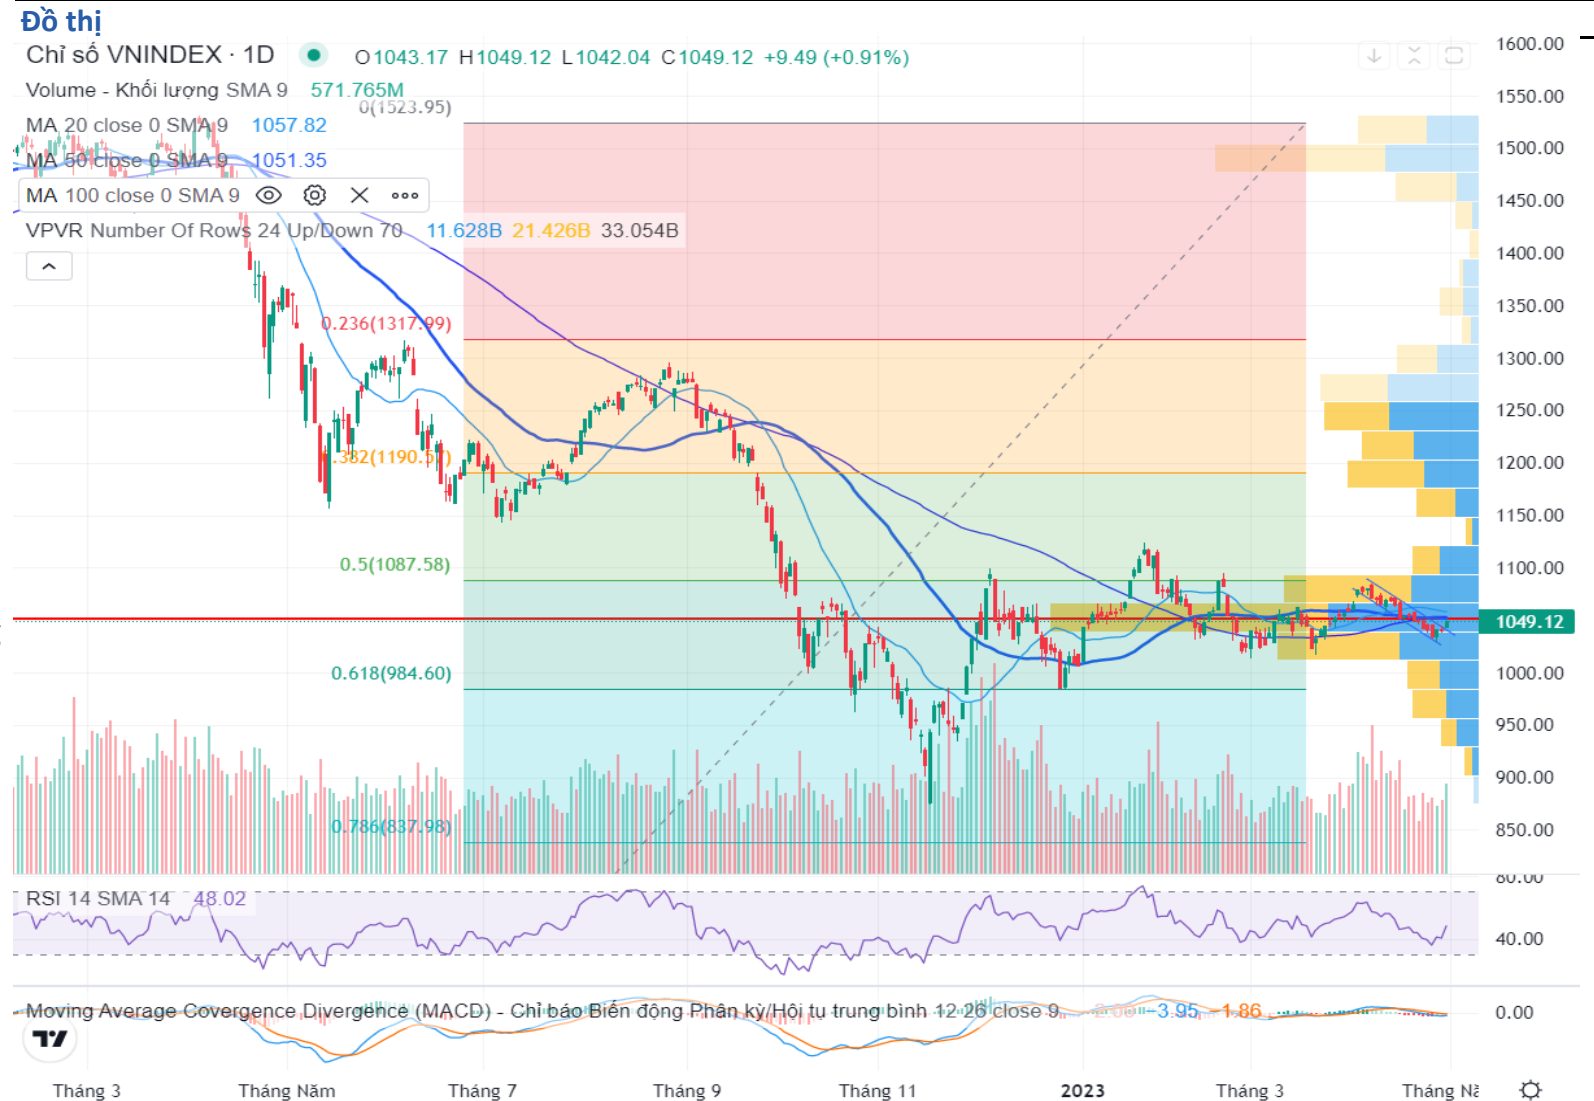 Đồ thị
Chỉ số VNINDEX · 1D O1043.17 H1049.12 L1042.04 C1049.12 +9.49 (+0.91%)
Volume - Khối lượng SMA 9 571.765M
0(1523.95)
MA 20 close 0 SMA 9 1057.82
MA 50 close 0 SMA 9 1051.35
MA 100 close 0 SMA 9
VPVR Number Of Rows 24 Up/Down 70 11.628B 21.426B 33.054B
0.236(1317.99)
.382(1190.57)
0.5(1087.58)
0.618(984.60)
0.786(837.98)
1600.00
1550.00
1500.00
1450.00
1400.00
1350.00
1300.00
1250.00
1200.00
1150.00
1100.00
1049.12
1000.00
950.00
900.00
850.00
80.00
RSI 14 SMA 14 48.02
40.00
Moving Average Covergence Divergence (MACD) - Chỉ báo Biến động Phân kỳ/Hội tụ trung bình 12 26 close 9 −3.95 −1.86
0.00
Tháng 3 Tháng Năm Tháng 7 Tháng 9 Tháng 11 2023 Tháng 3 Tháng Nă